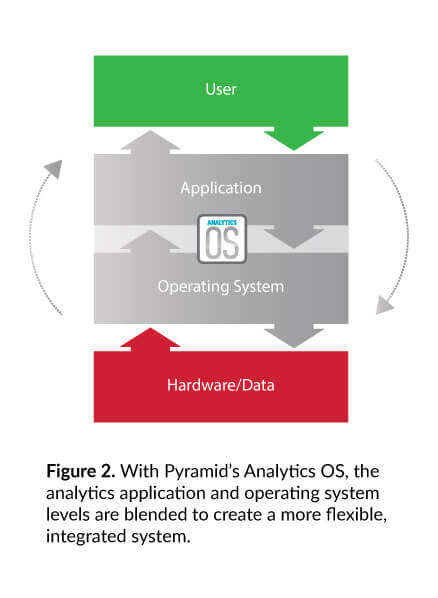 User
Application
ANALYTICS
OS
Operating System
Hardware/Data
Figure 2. With Pyramid’s Analytics OS, the
analytics application and operating system
levels are blended to create a more flexible,
integrated system.